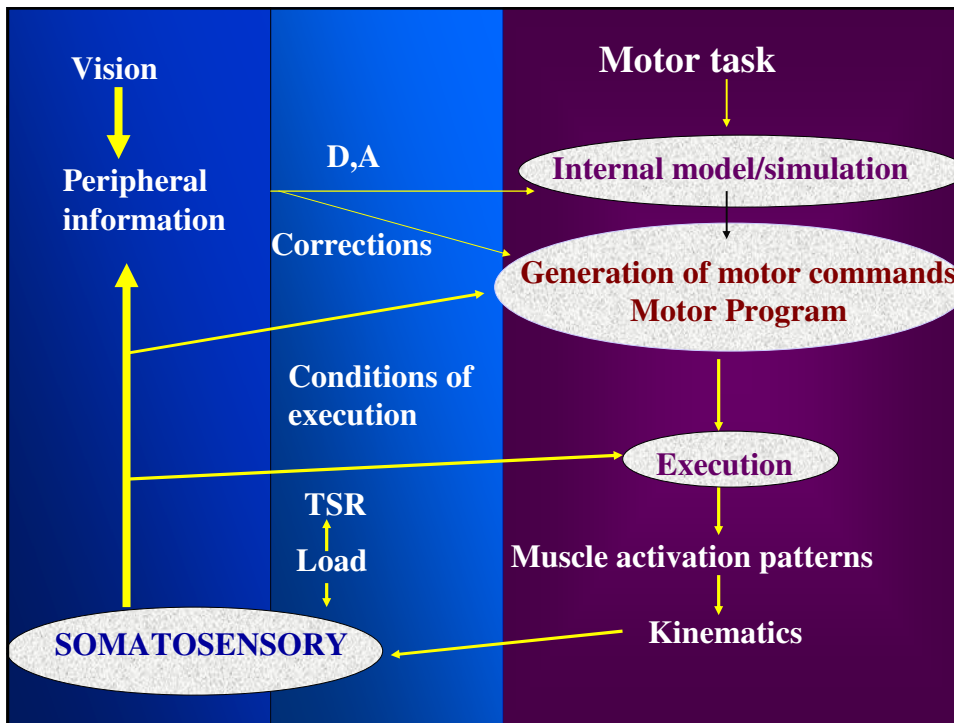 Vision
Peripheral
information
D,A
Corrections
Conditions of
execution
TSR
Load
SOMATOSENSORY
Motor task
Internal model/simulation
Generation of motor commands
Motor Program
Execution
Muscle activation patterns
Kinematics